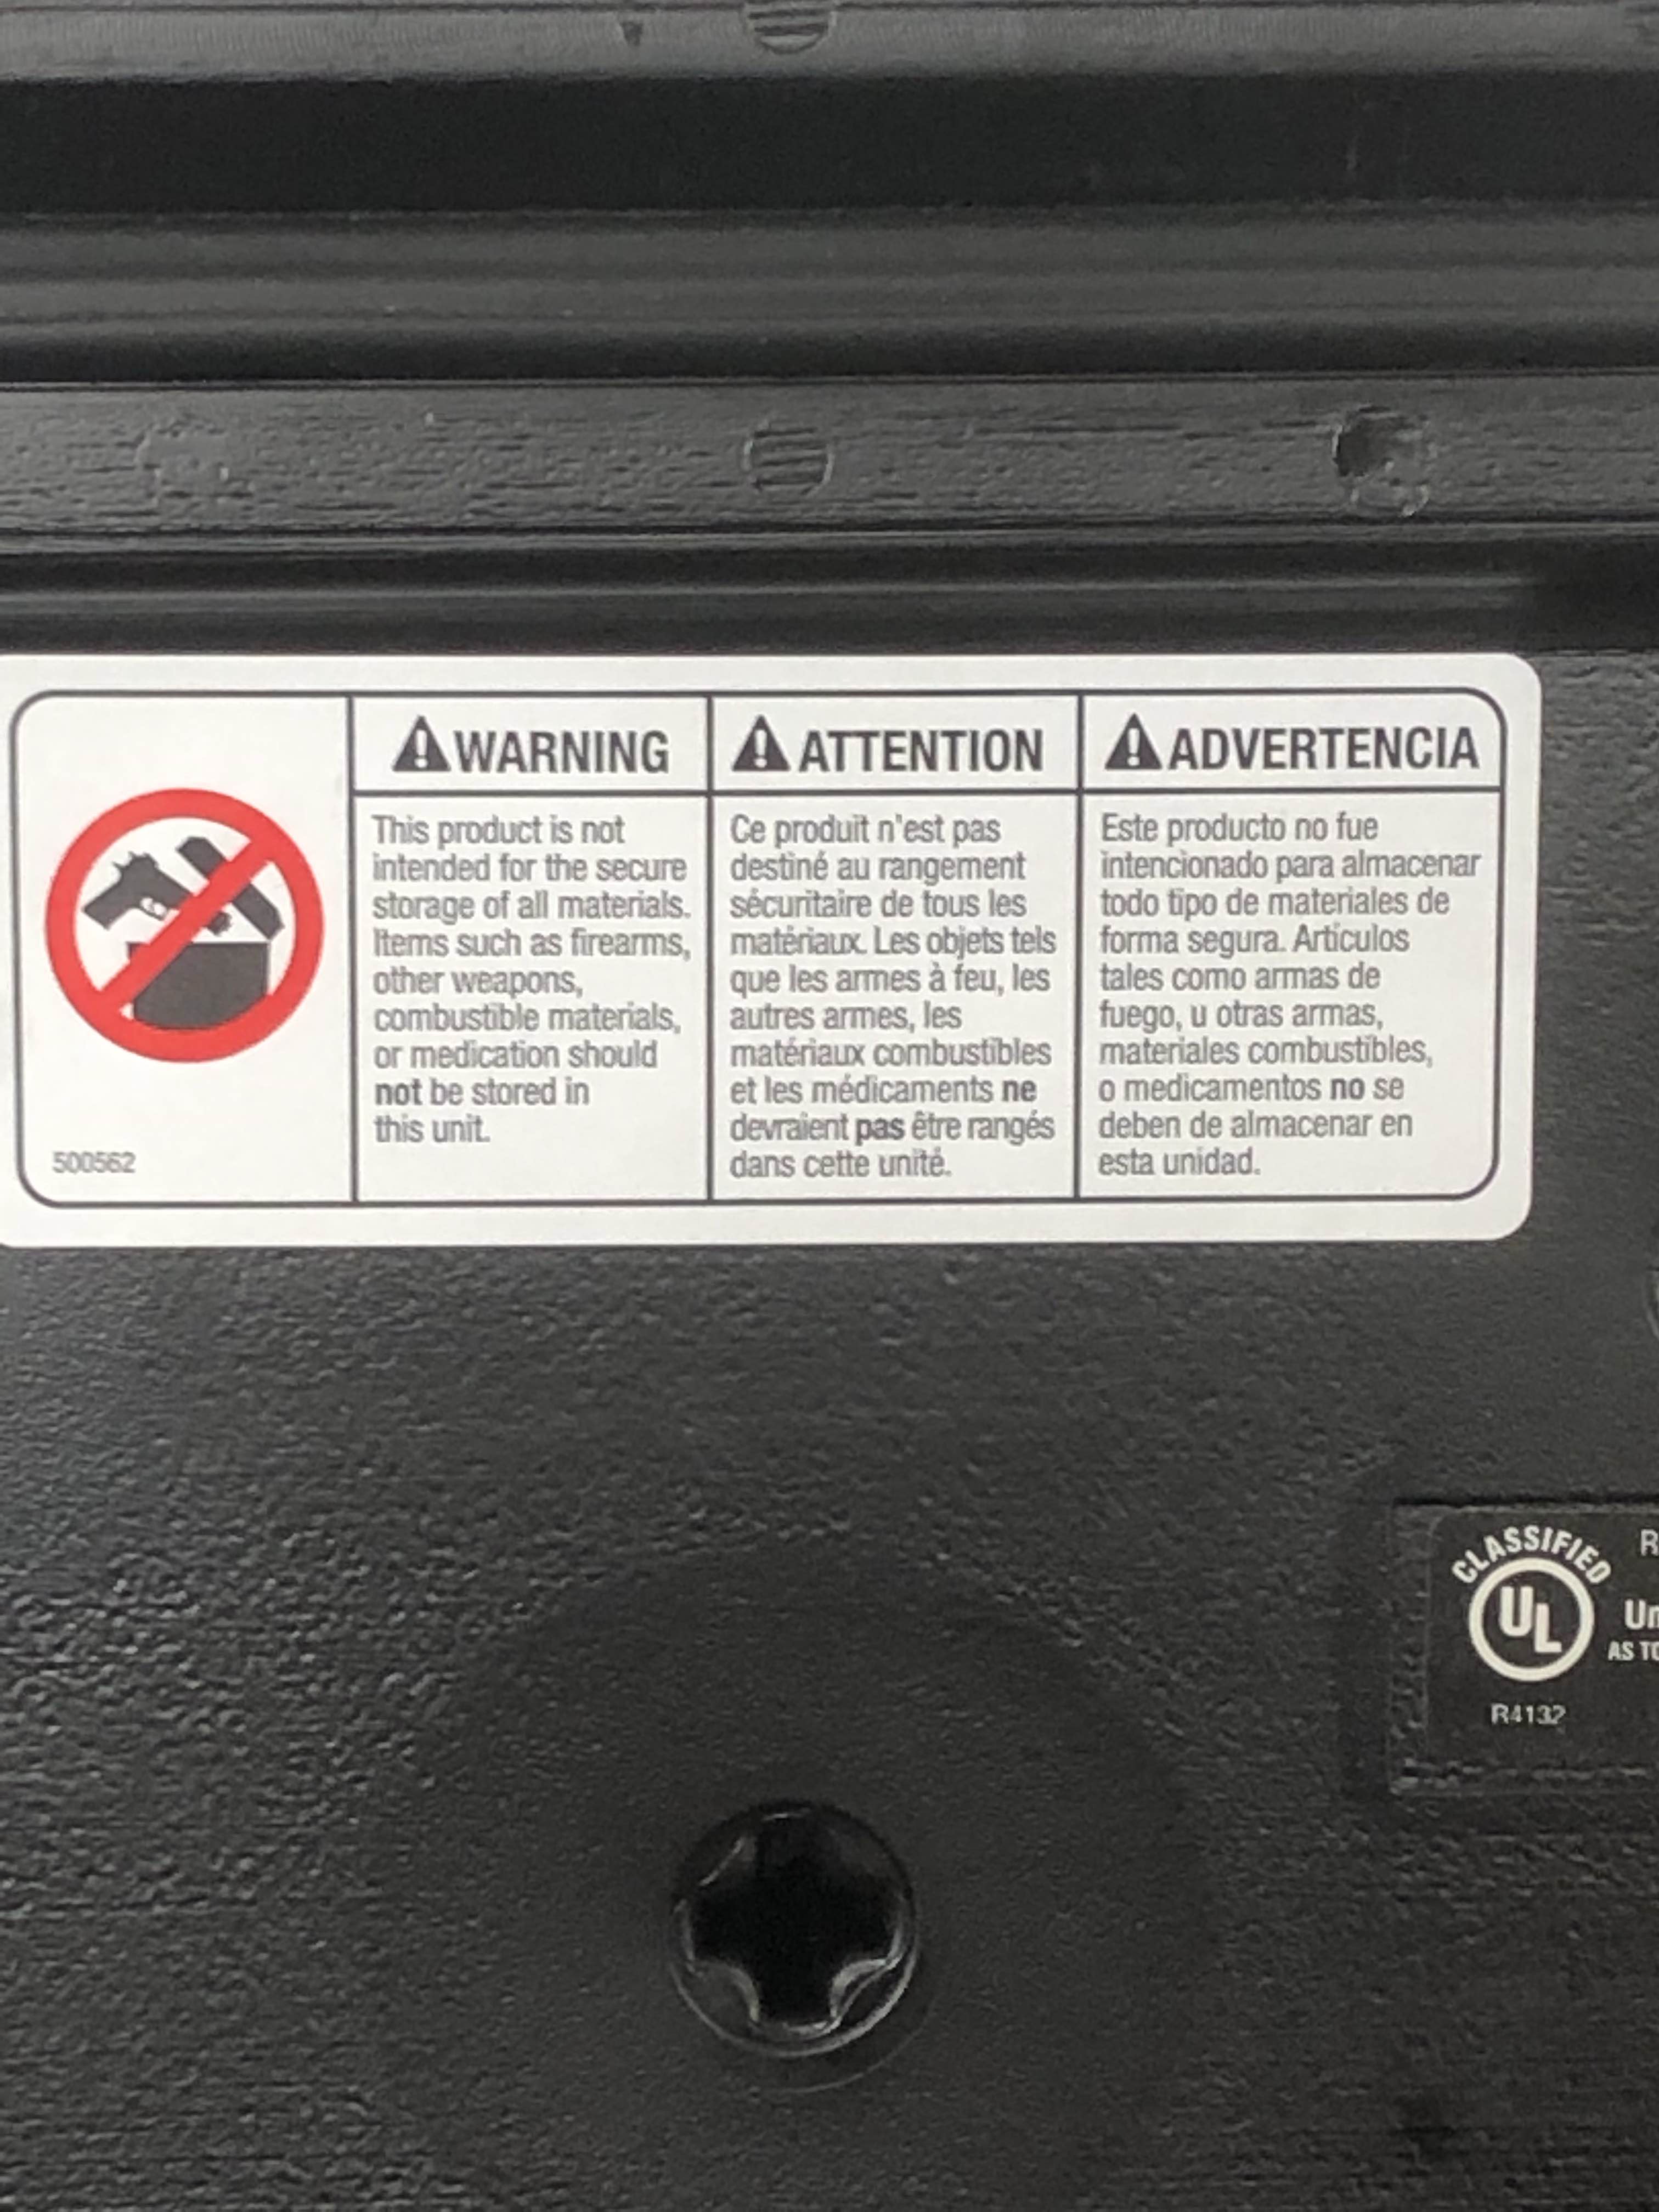 WARNING
This product is not
intended for the secure
storage of all materials.
Items such as firearms,
other weapons,
combustible materials,
or medication should
not be stored in
this unit.
ATTENTION
Ce produit n'est pas
destiné au rangement
sécuritaire de tous les
matériaux. Les objets tels
que les armes à feu, les
autres armes, les
matériaux combustibles
et les médicaments ne
devraient pas être rangés
dans cette unité.
ADVERTENCIA
Este producto no fue
intencionado para almacenar
todo tipo de materiales de
forma segura. Artículos
tales como armas de
fuego, u otras armas,
materiales combustibles,
o medicamentos no se
deben de almacenar en
esta unidad.
500562
CLASSIFIED
UL
R4132
AS